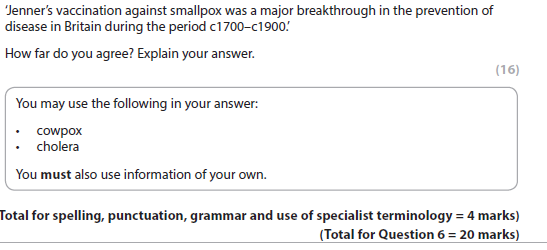 ‘Jenner’s vaccination against smallpox was a major breakthrough in the prevention of
disease in Britain during the period c1700–c1900.’
How far do you agree? Explain your answer.
(16)
You may use the following in your answer:
• cowpox
• cholera
You must also use information of your own.
Total for spelling, punctuation, grammar and use of specialist terminology = 4 marks)
(Total for Question 6 = 20 marks)